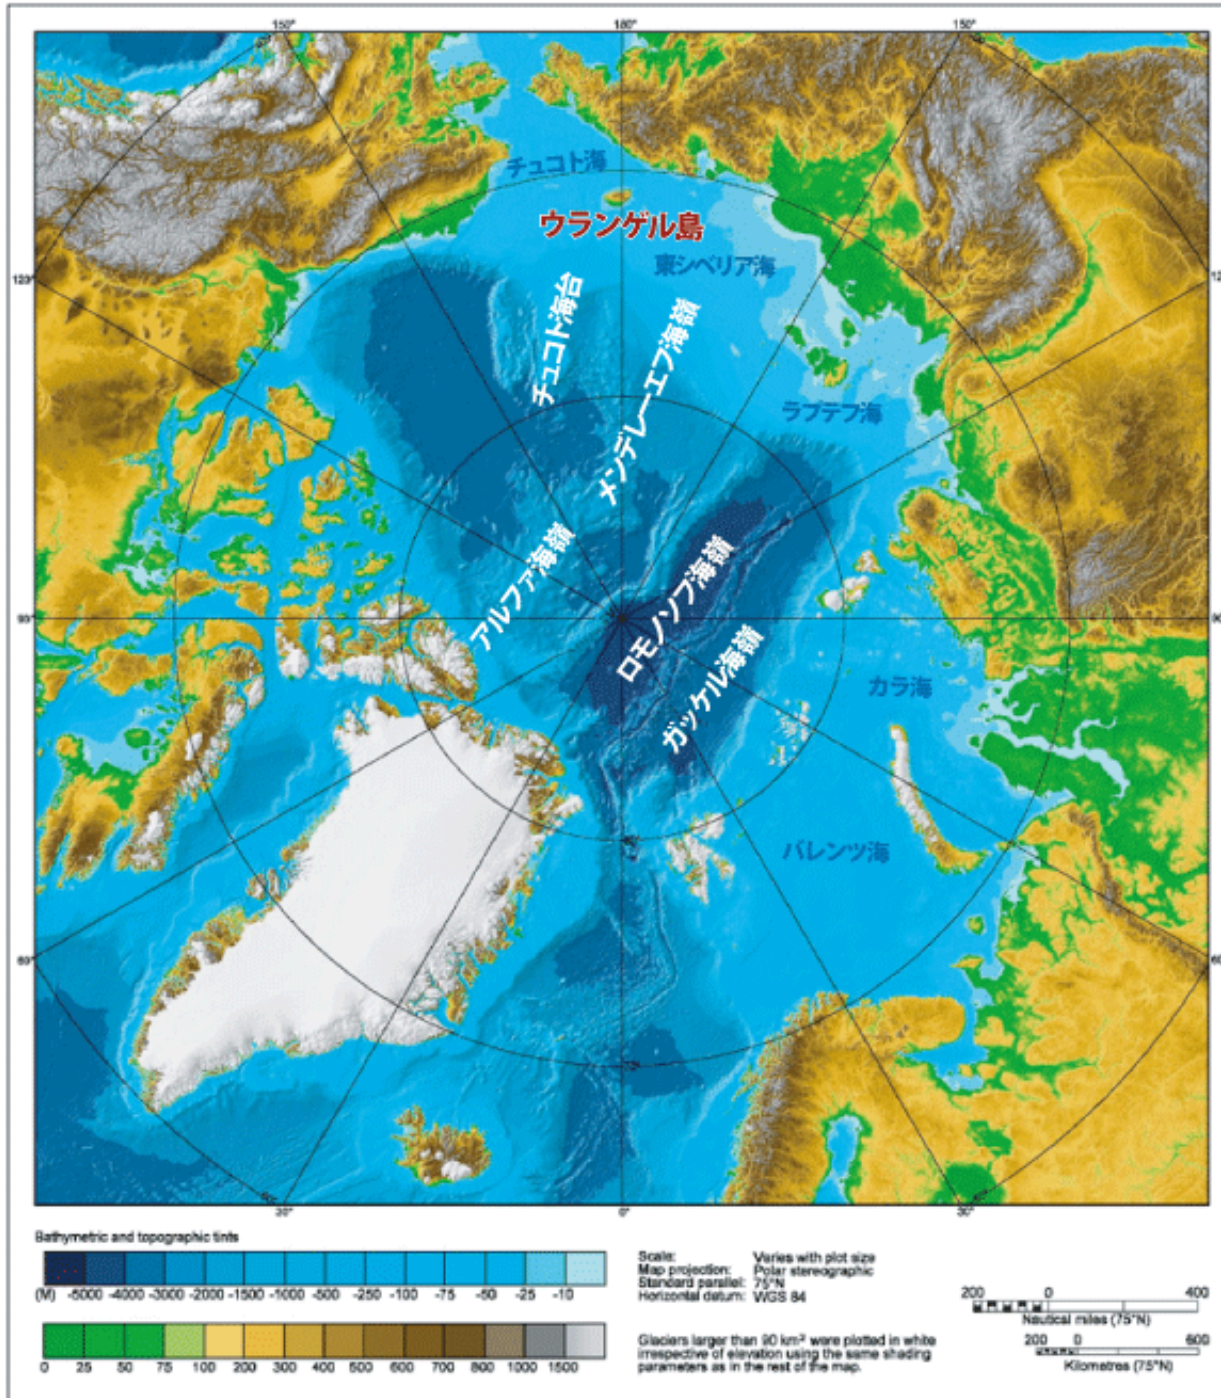 150° 180° 150°
チュコト海
ウランゲル島
東シベリア海
チュコト海台
メンデレーエフ海嶺
ラプテフ海
アルファ海嶺
ロモノソフ海嶺
ガッケル海嶺
カラ海
バレンツ海
30° 0° 30°
Bathymetric and topographic tints
(M) -5000 -4000 -3000 -2000 -1500 -1000 -500 -250 -100 -75 -50 -25 -10
0 25 50 75 100 200 300 400 500 600 700 800 1000 1500
Scale: Varies with plot size
Map projection: Polar stereographic
Standard parallel: 75°N
Horizontal datum: WGS 84
Glaciers larger than 90 km² were plotted in white
irrespective of elevation using the same shading
parameters as in the rest of the map.
200 0 400
Nautical miles (75°N)
200 0 600
Kilometres (75°N)